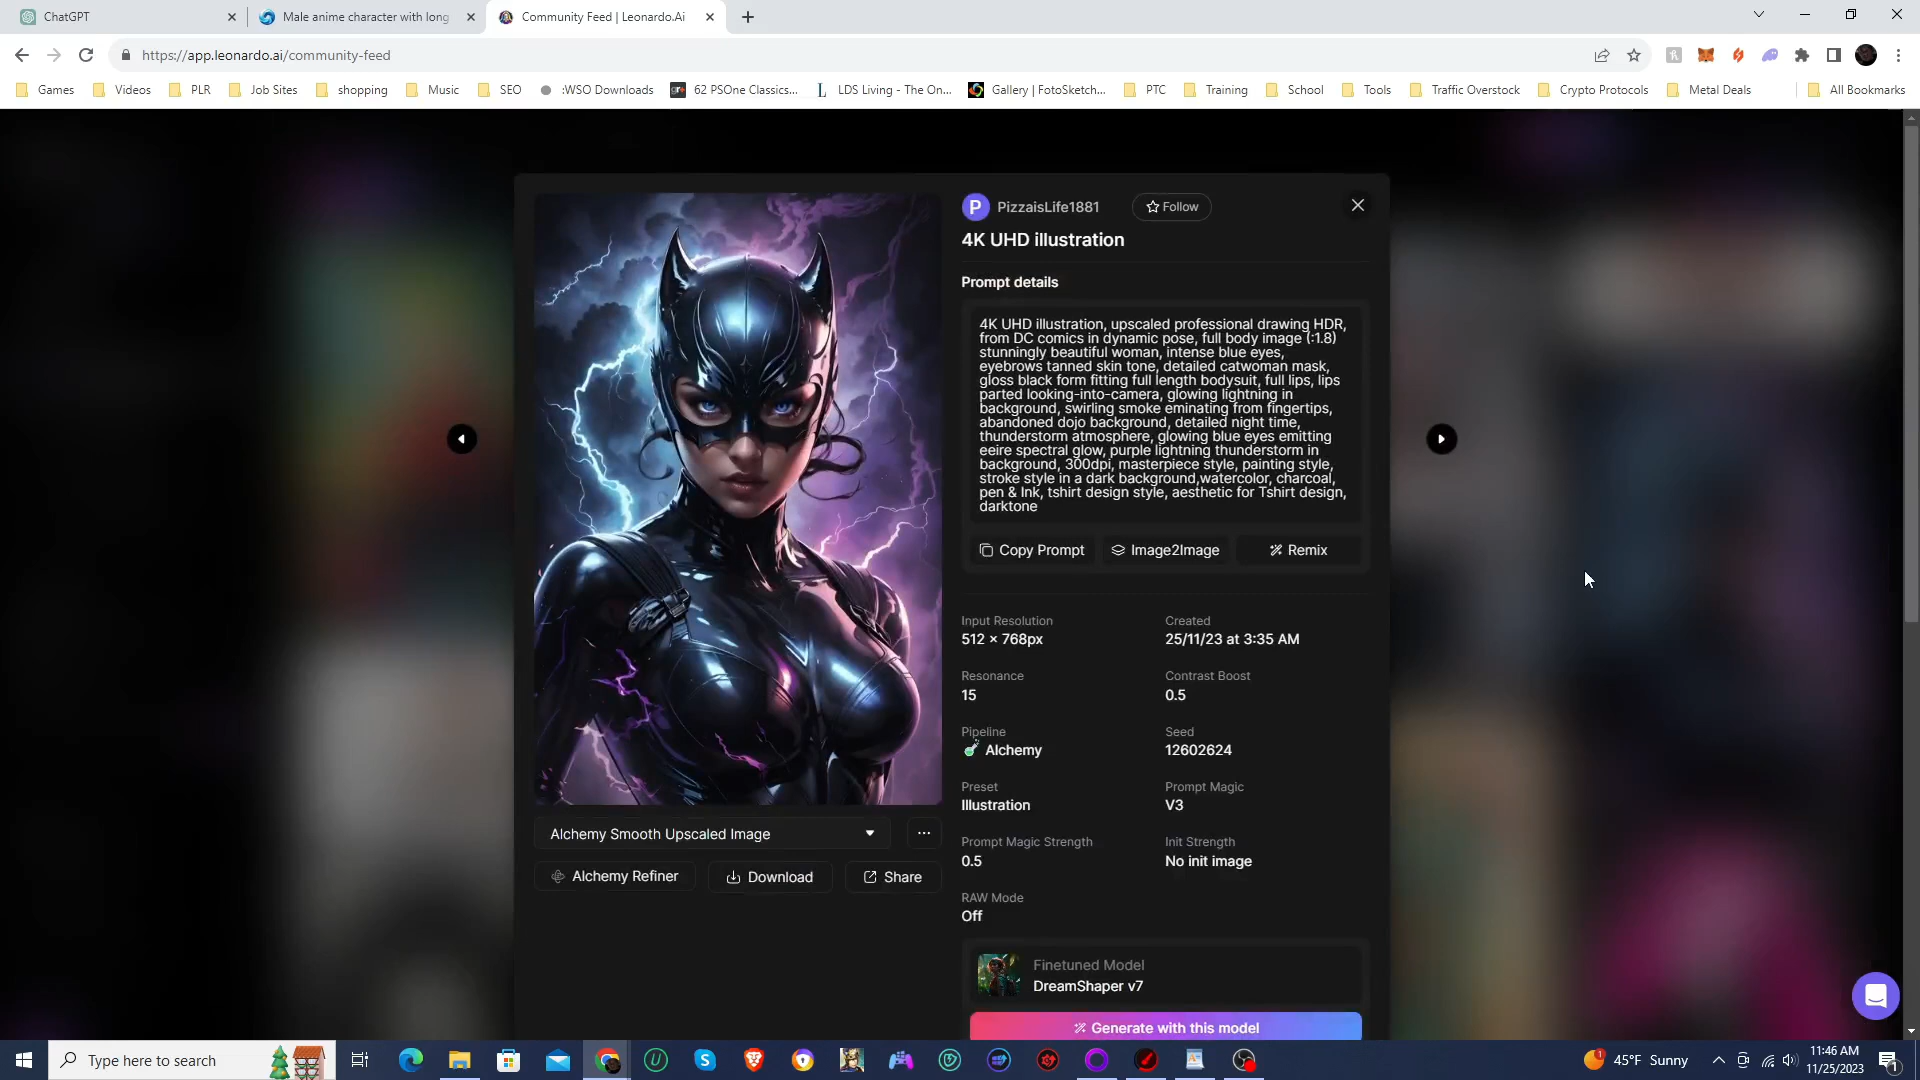 ChatGPT
Male anime character with long
Community Feed | Leonardo.Ai
https://app.leonardo.ai/community-feed
Games
Videos
PLR
Job Sites
shopping
Music
SEO
:WSO Downloads
62 PSOne Classics...
LDS Living - The On...
Gallery | FotoSketch...
PTC
Training
School
Tools
Traffic Overstock
Crypto Protocols
Metal Deals
All Bookmarks
P PizzaisLife1881
Follow
4K UHD illustration
Prompt details
4K UHD illustration, upscaled professional drawing HDR,
from DC comics in dynamic pose, full body image (:1.8)
stunningly beautiful woman, intense blue eyes,
eyebrows tanned skin tone, detailed catwoman mask,
gloss black form fitting full length bodysuit, full lips, lips
parted looking-into-camera, glowing lightning in
background, swirling smoke eminating from fingertips,
abandoned dojo background, detailed night time,
thunderstorm atmosphere, glowing blue eyes emitting
eeire spectral glow, purple lightning thunderstorm in
background, 300dpi, masterpiece style, painting style,
stroke style in a dark background,watercolor, charcoal,
pen & Ink, tshirt design style, aesthetic for Tshirt design,
darktone
Copy Prompt
Image2Image
Remix
Input Resolution
512 × 768px
Created
25/11/23 at 3:35 AM
Resonance
15
Contrast Boost
0.5
Pipeline
Alchemy
Seed
12602624
Preset
Illustration
Prompt Magic
V3
Prompt Magic Strength
0.5
Init Strength
No init image
RAW Mode
Off
Finetuned Model
DreamShaper v7
Generate with this model
Alchemy Smooth Upscaled Image
Alchemy Refiner
Download
Share
Type here to search
45°F Sunny
11:46 AM
11/25/2023